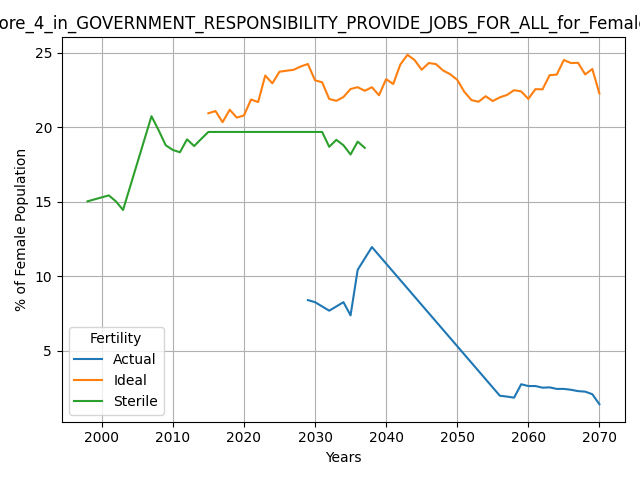 ore_4_in_GOVERNMENT_RESPONSIBILITY_PROVIDE_JOBS_FOR_ALL_for_Female
25
20
15
10
5
% of Female Population
Fertility
Actual
Ideal
Sterile
2000 2010 2020 2030 2040 2050 2060 2070
Years